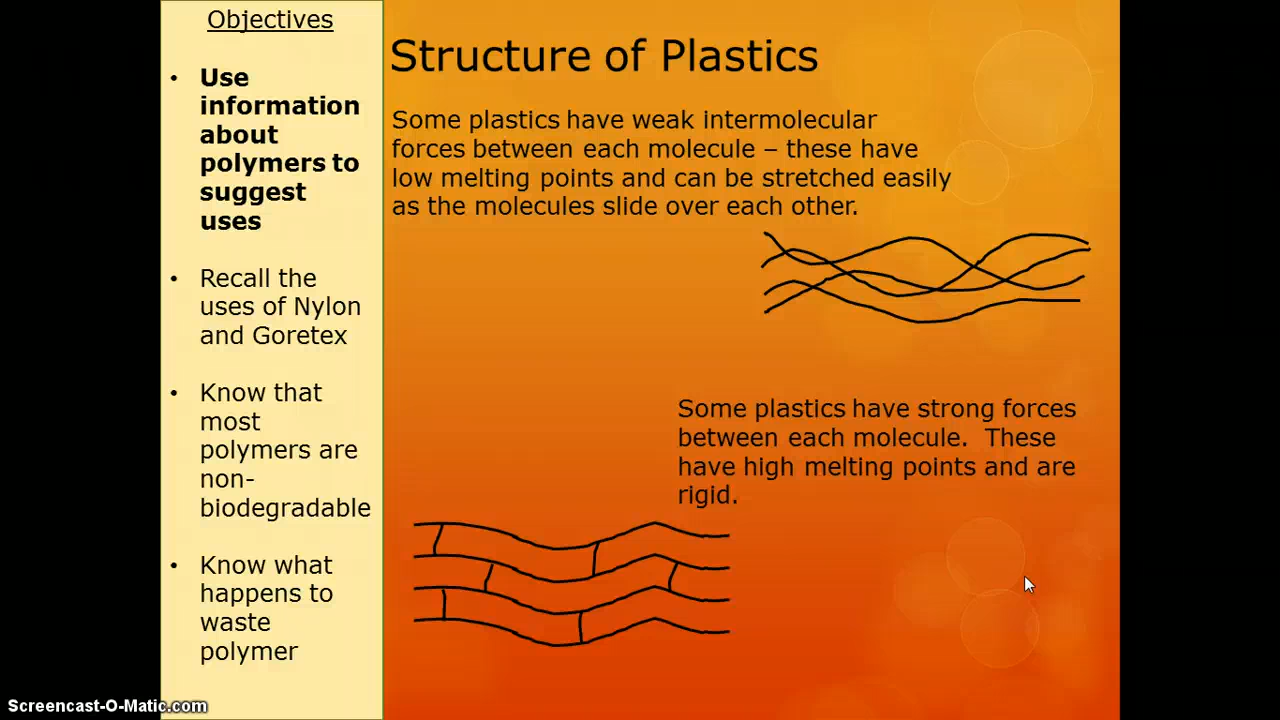 Objectives
• Use
information
about
polymers to
suggest
uses
• Recall the
uses of Nylon
and Goretex
• Know that
most
polymers are
non-
biodegradable
• Know what
happens to
waste
polymer
Structure of Plastics
Some plastics have weak intermolecular
forces between each molecule – these have
low melting points and can be stretched easily
as the molecules slide over each other.
Some plastics have strong forces
between each molecule.  These
have high melting points and are
rigid.
Screencast-O-Matic.com